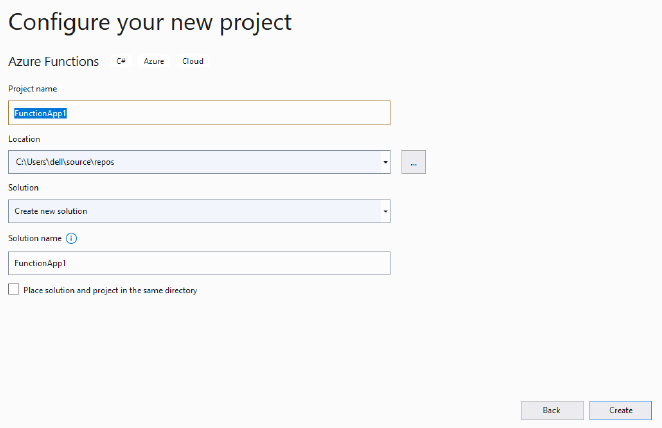 Configure your new project
Azure Functions C# Azure Cloud
Project name
FunctionApp1
Location
C:\Users\dell\source\repos
...
Solution
Create new solution
Solution name
FunctionApp1
Place solution and project in the same directory
Back Create